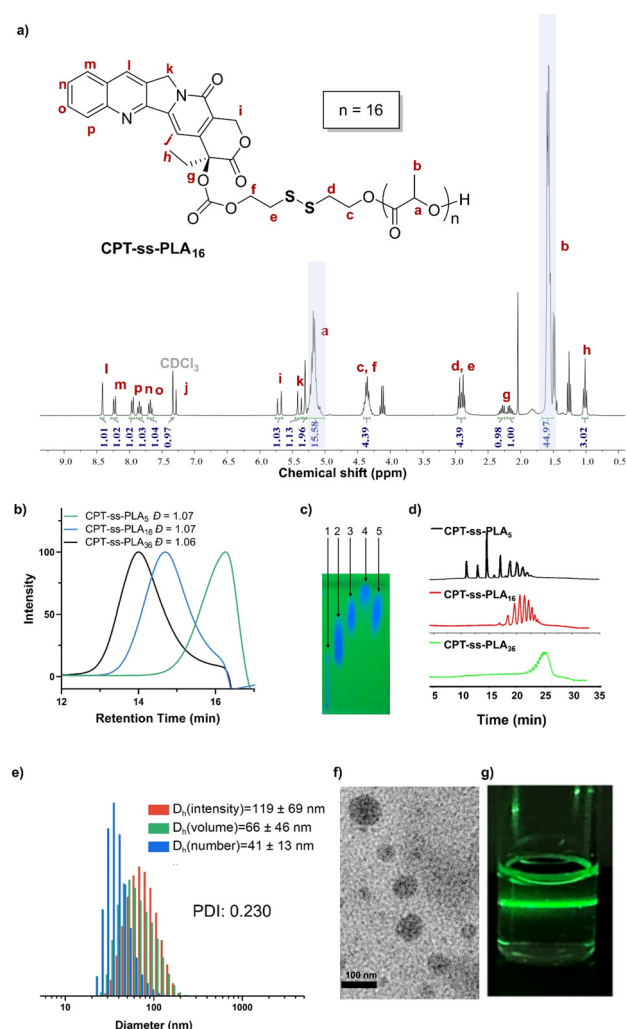 a)
m
l
k
O
n
N
i
n = 16
o
N
O
p
j
O
h
g
O
O
b
O
f
S
d
O
H
O
O
e
S
c
a
O
n
O
CPT-ss-PLA16
b
a
CDCl3
l
m
p
n
o
j
i
k
c, f
d, e
g
h
1.01
1.02
1.02
1.03
1.04
0.97
1.03
1.13
1.96
15.58
4.39
4.39
0.98
1.00
44.97
3.02
9.0 8.5 8.0 7.5 7.0 6.5 6.0 5.5 5.0 4.5 4.0 3.5 3.0 2.5 2.0 1.5 1.0 0.5
Chemical shift (ppm)
b)
CPT-ss-PLA5 Đ = 1.07
CPT-ss-PLA16 Đ = 1.07
CPT-ss-PLA36 Đ = 1.06
Intensity
100
50
0
12 14 16
Retention Time (min)
c)
1 2 3 4 5
d)
CPT-ss-PLA5
CPT-ss-PLA16
CPT-ss-PLA36
5 10 15 20 25 30 35
Time (min)
e)
Dh(intensity)=119 ± 69 nm
Dh(volume)=66 ± 46 nm
Dh(number)=41 ± 13 nm
PDI: 0.230
10 100 1000
Diameter (nm)
f)
100 nm
g)